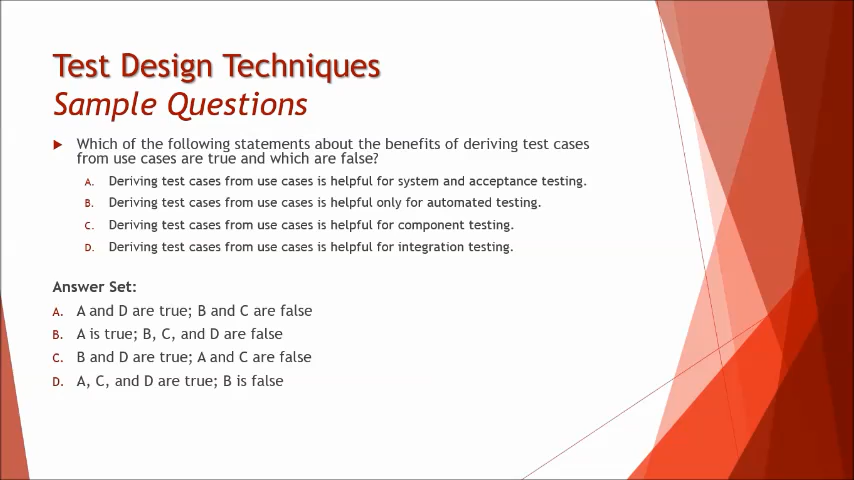 Test Design Techniques
Sample Questions
Which of the following statements about the benefits of deriving test cases
from use cases are true and which are false?
A. Deriving test cases from use cases is helpful for system and acceptance testing.
B. Deriving test cases from use cases is helpful only for automated testing.
C. Deriving test cases from use cases is helpful for component testing.
D. Deriving test cases from use cases is helpful for integration testing.
Answer Set:
A. A and D are true; B and C are false
B. A is true; B, C, and D are false
C. B and D are true; A and C are false
D. A, C, and D are true; B is false